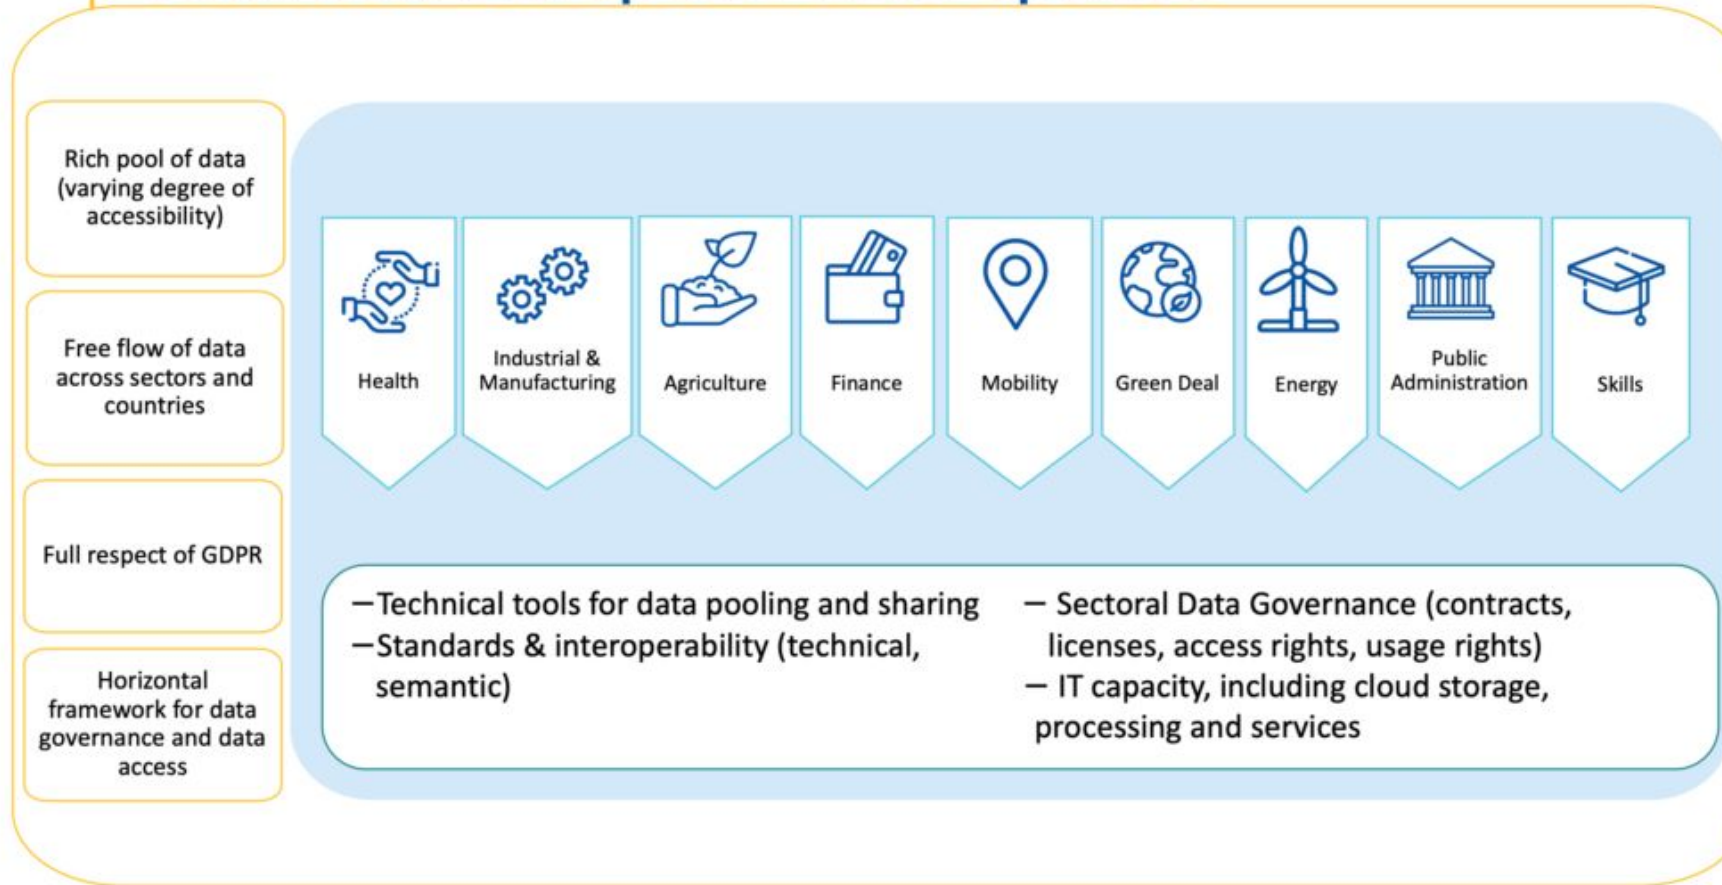 Rich pool of data
(varying degree of
accessibility)
Free flow of data
across sectors and
countries
Full respect of GDPR
Horizontal
framework for data
governance and data
access
Health
Industrial &
Manufacturing
Agriculture
Finance
Mobility
Green Deal
Energy
Public
Administration
Skills
–Technical tools for data pooling and sharing
–Standards & interoperability (technical,
semantic)
– Sectoral Data Governance (contracts,
licenses, access rights, usage rights)
– IT capacity, including cloud storage,
processing and services